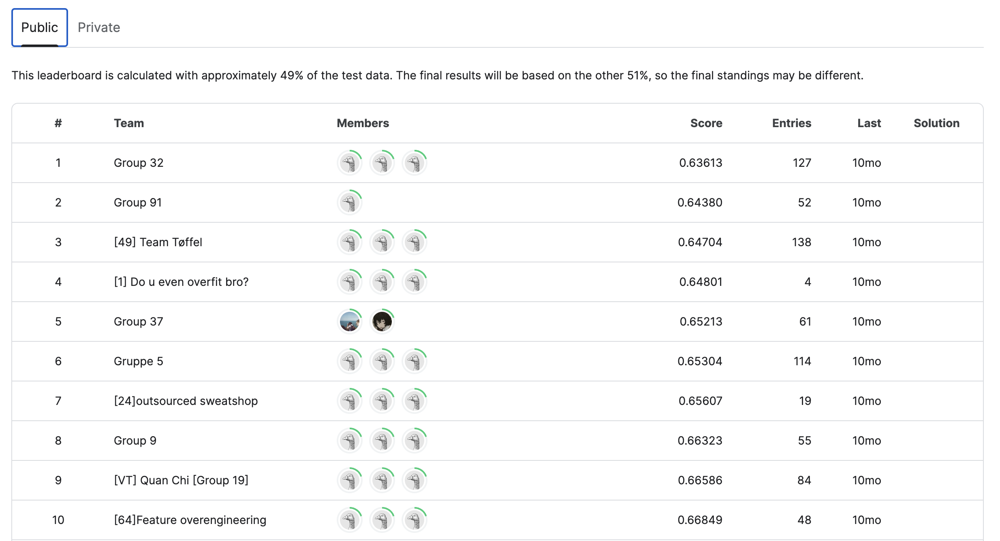 Public Private
This leaderboard is calculated with approximately 49% of the test data. The final results will be based on the other 51%, so the final standings may be different.
# Team Members Score Entries Last Solution
1 Group 32 0.63613 127 10mo
2 Group 91 0.64380 52 10mo
3 [49] Team Tøffel 0.64704 138 10mo
4 [1] Do u even overfit bro? 0.64801 4 10mo
5 Group 37 0.65213 61 10mo
6 Gruppe 5 0.65304 114 10mo
7 [24]outsourced sweatshop 0.65607 19 10mo
8 Group 9 0.66323 55 10mo
9 [VT] Quan Chi [Group 19] 0.66586 84 10mo
10 [64]Feature overengineering 0.66849 48 10mo